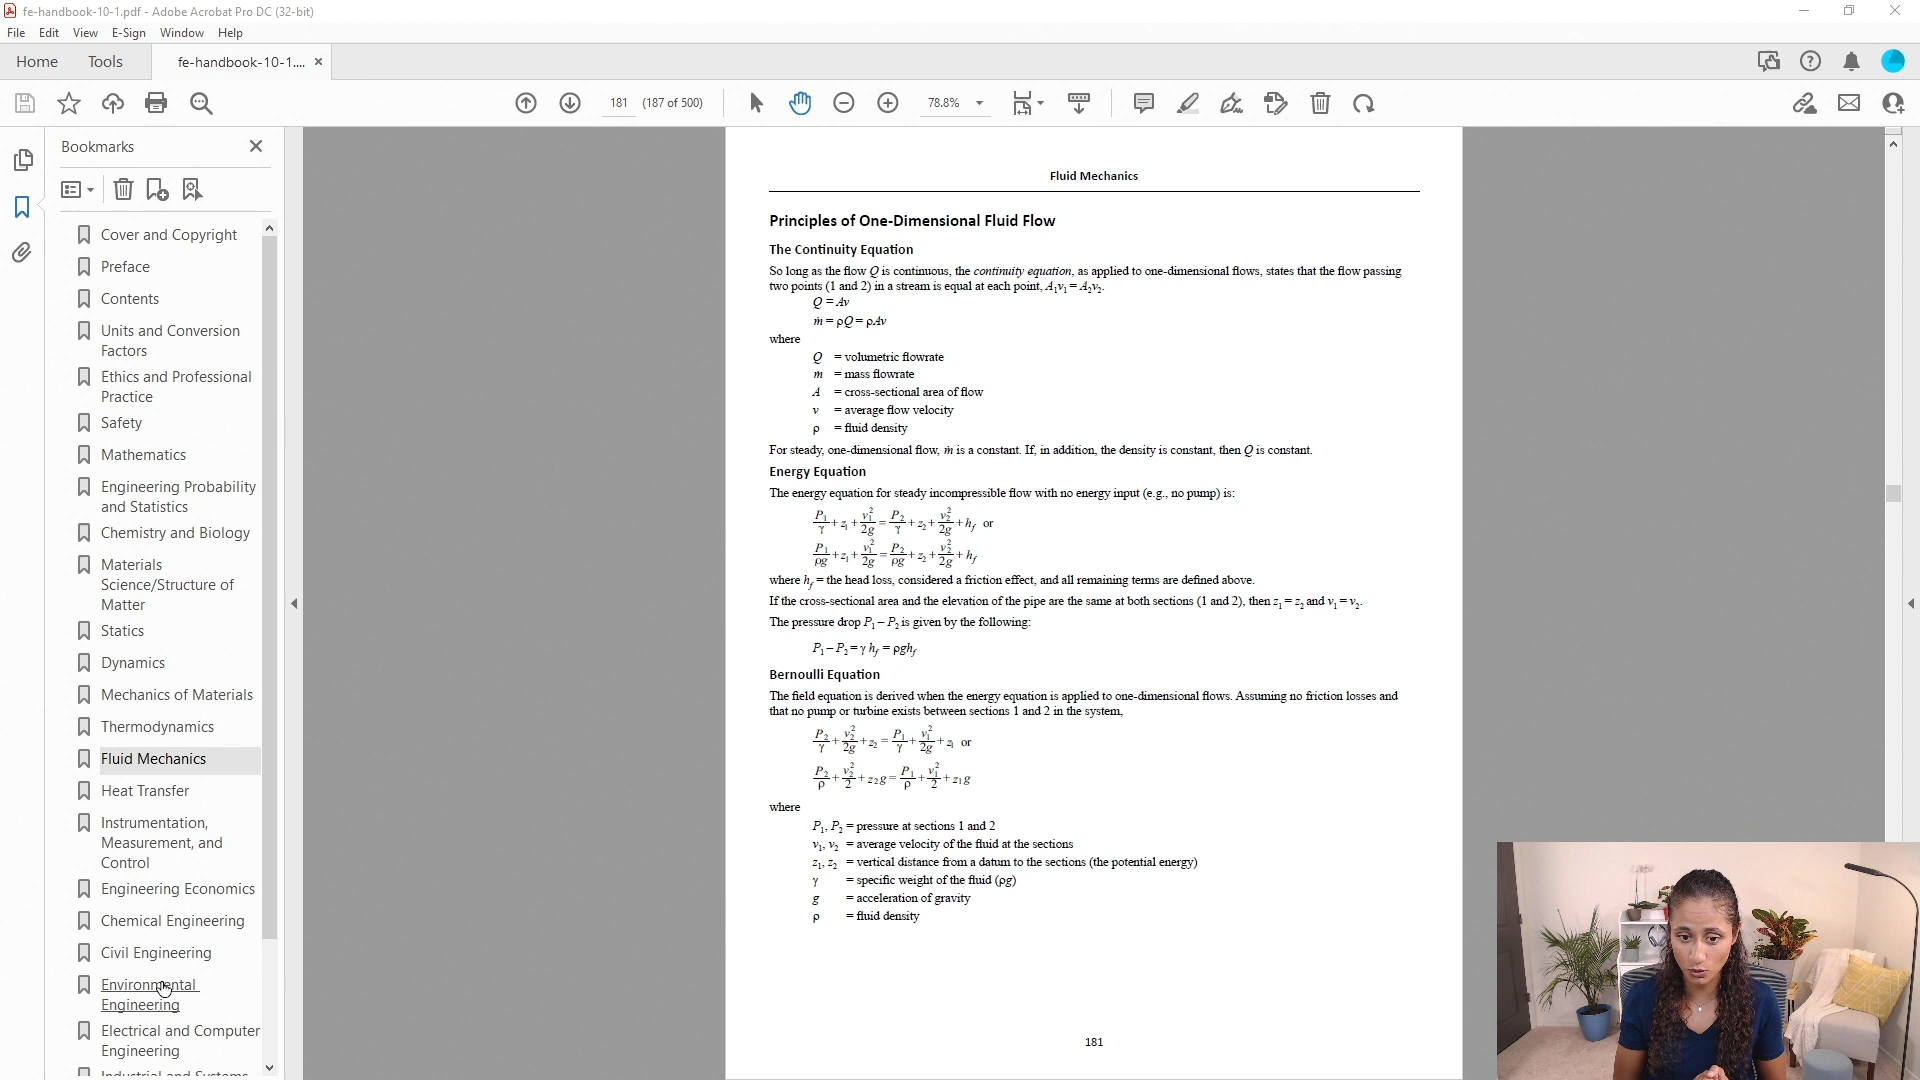 fe-handbook-10-1.pdf - Adobe Acrobat Pro DC (32-bit)
File Edit View E-Sign Window Help
Home Tools fe-handbook-10-1.... ×
181 (187 of 500) 78.8%
Bookmarks
Cover and Copyright
Preface
Contents
Units and Conversion
Factors
Ethics and Professional
Practice
Safety
Mathematics
Engineering Probability
and Statistics
Chemistry and Biology
Materials
Science/Structure of
Matter
Statics
Dynamics
Mechanics of Materials
Thermodynamics
Fluid Mechanics
Heat Transfer
Instrumentation,
Measurement, and
Control
Engineering Economics
Chemical Engineering
Civil Engineering
Environmental
Engineering
Electrical and Computer
Engineering
Fluid Mechanics
Principles of One-Dimensional Fluid Flow
The Continuity Equation
So long as the flow Q is continuous, the continuity equation, as applied to one-dimensional flows, states that the flow passing
two points (1 and 2) in a stream is equal at each point, A₁v₁ = A₂v₂.
Q = Av
ṁ = ρQ = ρAv
where
Q = volumetric flowrate
ṁ = mass flowrate
A = cross-sectional area of flow
v = average flow velocity
ρ = fluid density
For steady, one-dimensional flow, ṁ is a constant. If, in addition, the density is constant, then Q is constant.
Energy Equation
The energy equation for steady incompressible flow with no energy input (e.g., no pump) is:
P₁/γ + z₁ + v₁²/2g = P₂/γ + z₂ + v₂²/2g + h_f or
P₁/ρg + z₁ + v₁²/2g = P₂/ρg + z₂ + v₂²/2g + h_f
where h_f = the head loss, considered a friction effect, and all remaining terms are defined above.
If the cross-sectional area and the elevation of the pipe are the same at both sections (1 and 2), then z₁ = z₂ and v₁ = v₂.
The pressure drop P₁ – P₂ is given by the following:
P₁ – P₂ = γ h_f = ρgh_f
Bernoulli Equation
The field equation is derived when the energy equation is applied to one-dimensional flows. Assuming no friction losses and
that no pump or turbine exists between sections 1 and 2 in the system,
P₂/γ + v₂²/2g + z₂ = P₁/γ + v₁²/2g + z₁ or
P₂/ρ + v₂²/2 + z₂g = P₁/ρ + v₁²/2 + z₁g
where
P₁, P₂ = pressure at sections 1 and 2
v₁, v₂ = average velocity of the fluid at the sections
z₁, z₂ = vertical distance from a datum to the sections (the potential energy)
γ = specific weight of the fluid (ρg)
g = acceleration of gravity
ρ = fluid density
181